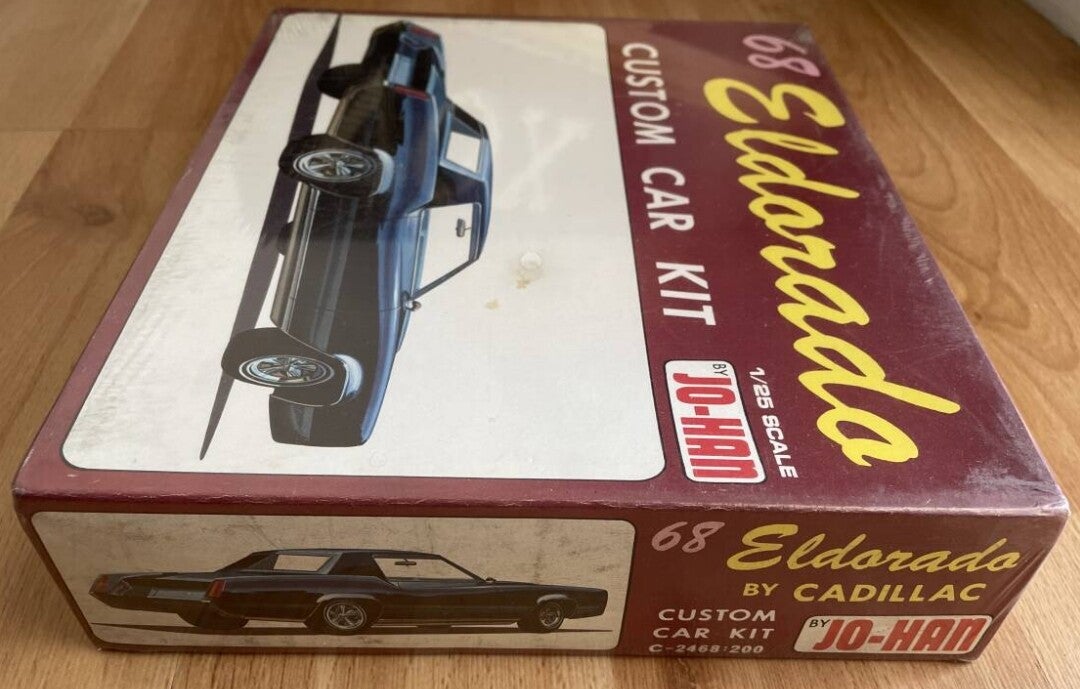 68
Eldorado
CUSTOM CAR KIT
1/25 SCALE
BY
JO-HAN
68 Eldorado
BY CADILLAC
CUSTOM
CAR KIT
C-2468:200
BY JO-HAN